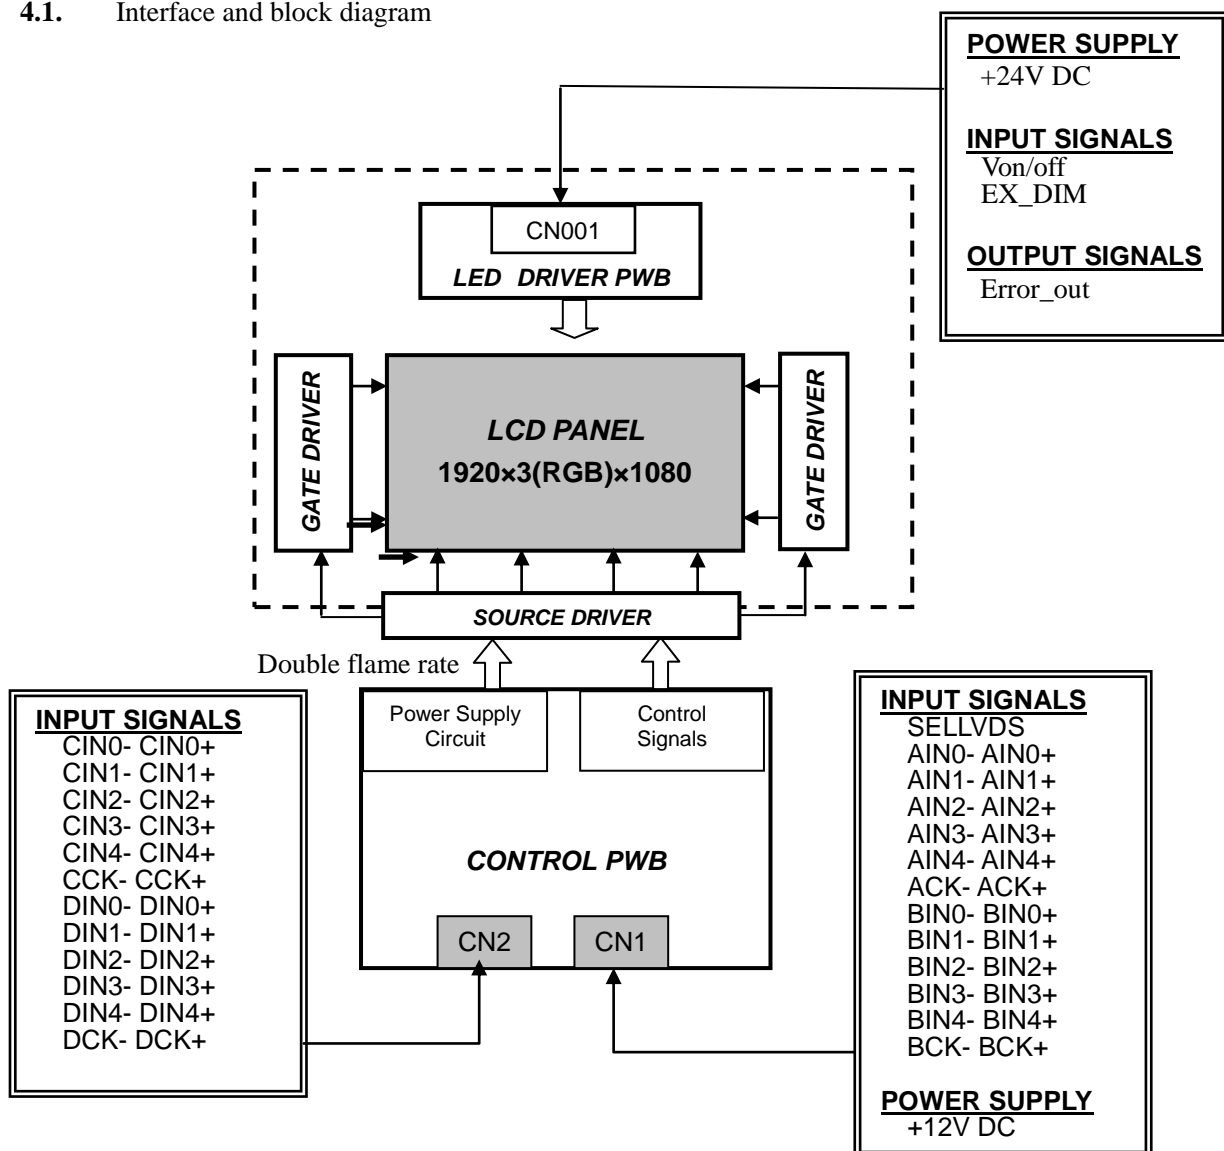 4.1. Interface and block diagram
POWER SUPPLY
+24V DC
INPUT SIGNALS
Von/off
EX_DIM
OUTPUT SIGNALS
Error_out
CN001
LED DRIVER PWB
GATE DRIVER
LCD PANEL
1920×3(RGB)×1080
GATE DRIVER
SOURCE DRIVER
Double flame rate
Power Supply
Circuit
Control
Signals
CONTROL PWB
CN2
CN1
INPUT SIGNALS
CIN0- CIN0+
CIN1- CIN1+
CIN2- CIN2+
CIN3- CIN3+
CIN4- CIN4+
CCK- CCK+
DIN0- DIN0+
DIN1- DIN1+
DIN2- DIN2+
DIN3- DIN3+
DIN4- DIN4+
DCK- DCK+
INPUT SIGNALS
SELLVDS
AIN0- AIN0+
AIN1- AIN1+
AIN2- AIN2+
AIN3- AIN3+
AIN4- AIN4+
ACK- ACK+
BIN0- BIN0+
BIN1- BIN1+
BIN2- BIN2+
BIN3- BIN3+
BIN4- BIN4+
BCK- BCK+
POWER SUPPLY
+12V DC